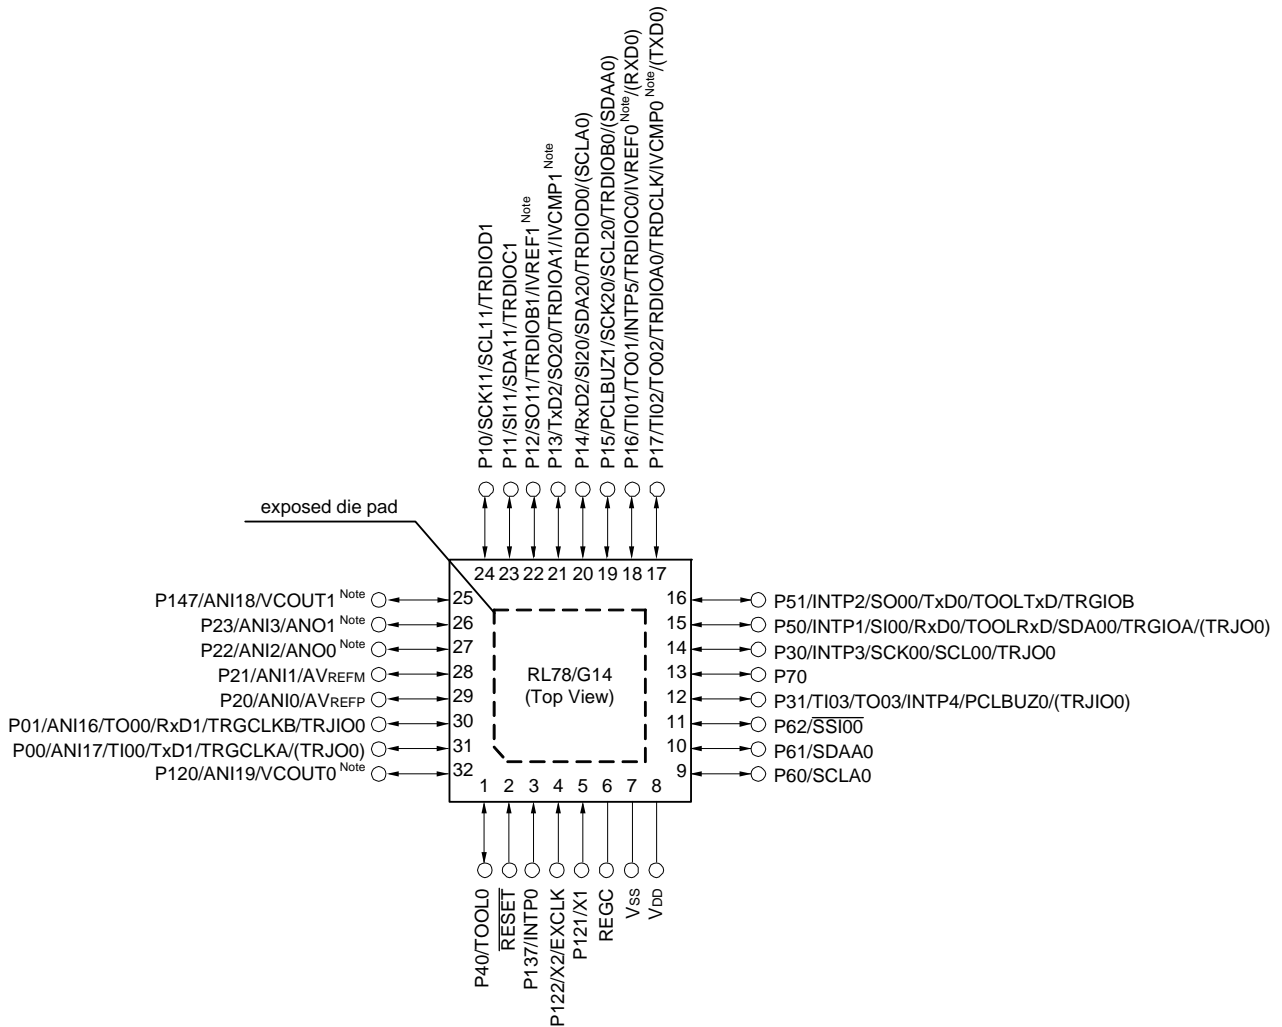 P10/SCK11/SCL11/TRDIOD1
P11/SI11/SDA11/TRDIOC1
P12/SO11/TRDIOB1/IVREF1 Note
P13/TxD2/SO20/TRDIOA1/IVCMP1 Note
P14/RxD2/SI20/SDA20/TRDIOD0/(SCLA0)
P15/PCLBUZ1/SCK20/SCL20/TRDIOB0/(SDAA0)
P16/TI01/TO01/INTP5/TRDIOC0/IVREF0 Note/(RXD0)
P17/TI02/TO02/TRDIOA0/TRDCLK/IVCMP0 Note/(TXD0)
exposed die pad
24 23 22 21 20 19 18 17
P147/ANI18/VCOUT1 Note 25
P23/ANI3/ANO1 Note 26
P22/ANI2/ANO0 Note 27
P21/ANI1/AVREFM 28
P20/ANI0/AVREFP 29
P01/ANI16/TO00/RxD1/TRGCLKB/TRJIO0 30
P00/ANI17/TI00/TxD1/TRGCLKA/(TRJO0) 31
P120/ANI19/VCOUT0 Note 32
RL78/G14
(Top View)
16 P51/INTP2/SO00/TxD0/TOOLTxD/TRGIOB
15 P50/INTP1/SI00/RxD0/TOOLRxD/SDA00/TRGIOA/(TRJO0)
14 P30/INTP3/SCK00/SCL00/TRJO0
13 P70
12 P31/TI03/TO03/INTP4/PCLBUZ0/(TRJIO0)
11 P62/SSI00
10 P61/SDAA0
9 P60/SCLA0
1 2 3 4 5 6 7 8
P40/TOOL0
RESET
P137/INTP0
P122/X2/EXCLK
P121/X1
REGC
VSS
VDD